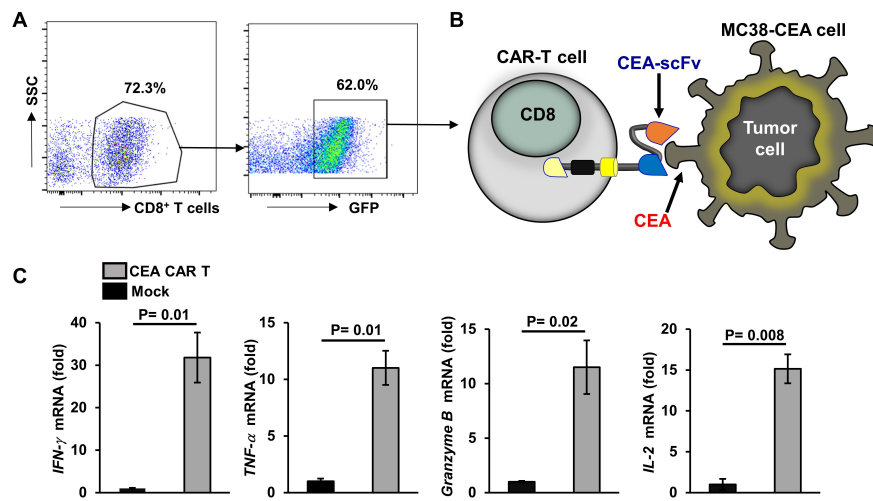 A
72.3%
62.0%
SSC
CD8⁺ T cells
GFP
B
MC38-CEA cell
CAR-T cell
CEA-scFv
CD8
Tumor
cell
CEA
C
CEA CAR T
Mock
P= 0.01
40
30
20
10
0
IFN-γ mRNA (fold)
P= 0.01
15
10
5
0
TNF-α mRNA (fold)
P= 0.02
15
10
5
0
Granzyme B mRNA (fold)
P= 0.008
20
15
10
5
0
IL-2 mRNA (fold)